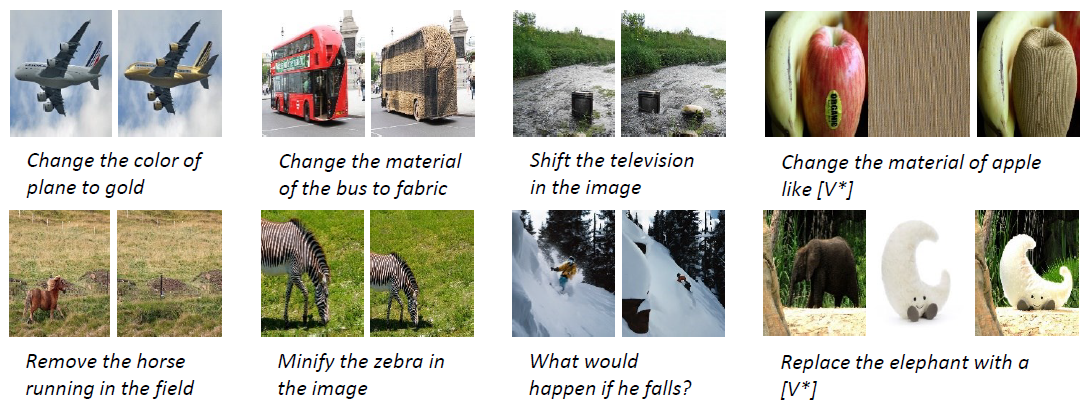 Change the color of
plane to gold
Change the material
of the bus to fabric
Shift the television
in the image
ORGANIC
Change the material of apple
like [V*]
Remove the horse
running in the field
Minify the zebra in
the image
What would
happen if he falls?
Replace the elephant with a
[V*]